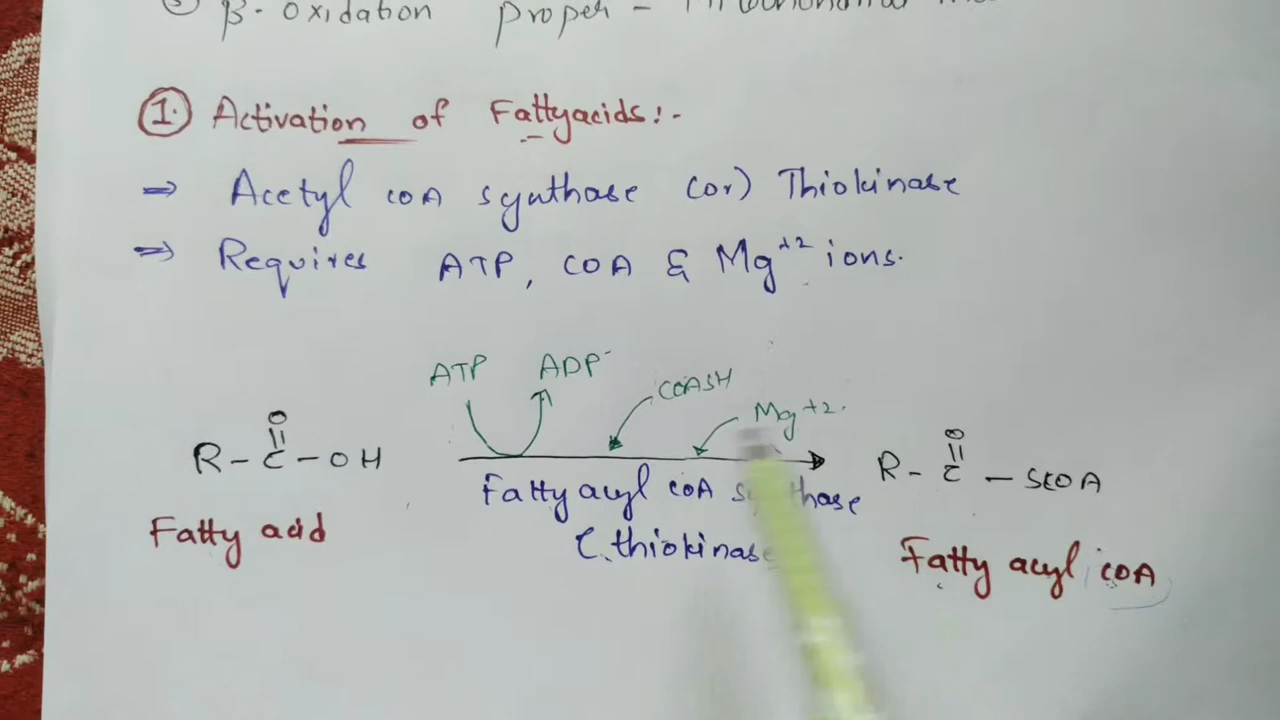 β- Oxidation proper -
① Activation of Fattyacids:-
⇒ Acetyl COA synthase (or) Thiokinase
⇒ Requires ATP, COA & Mg+2 ions.
ATP ADP
COASH
Mg+2
O
R-C-OH
O
R-C-SCOA
Fatty acyl COA synthase
(thiokinase
Fatty acid
Fatty acyl COA